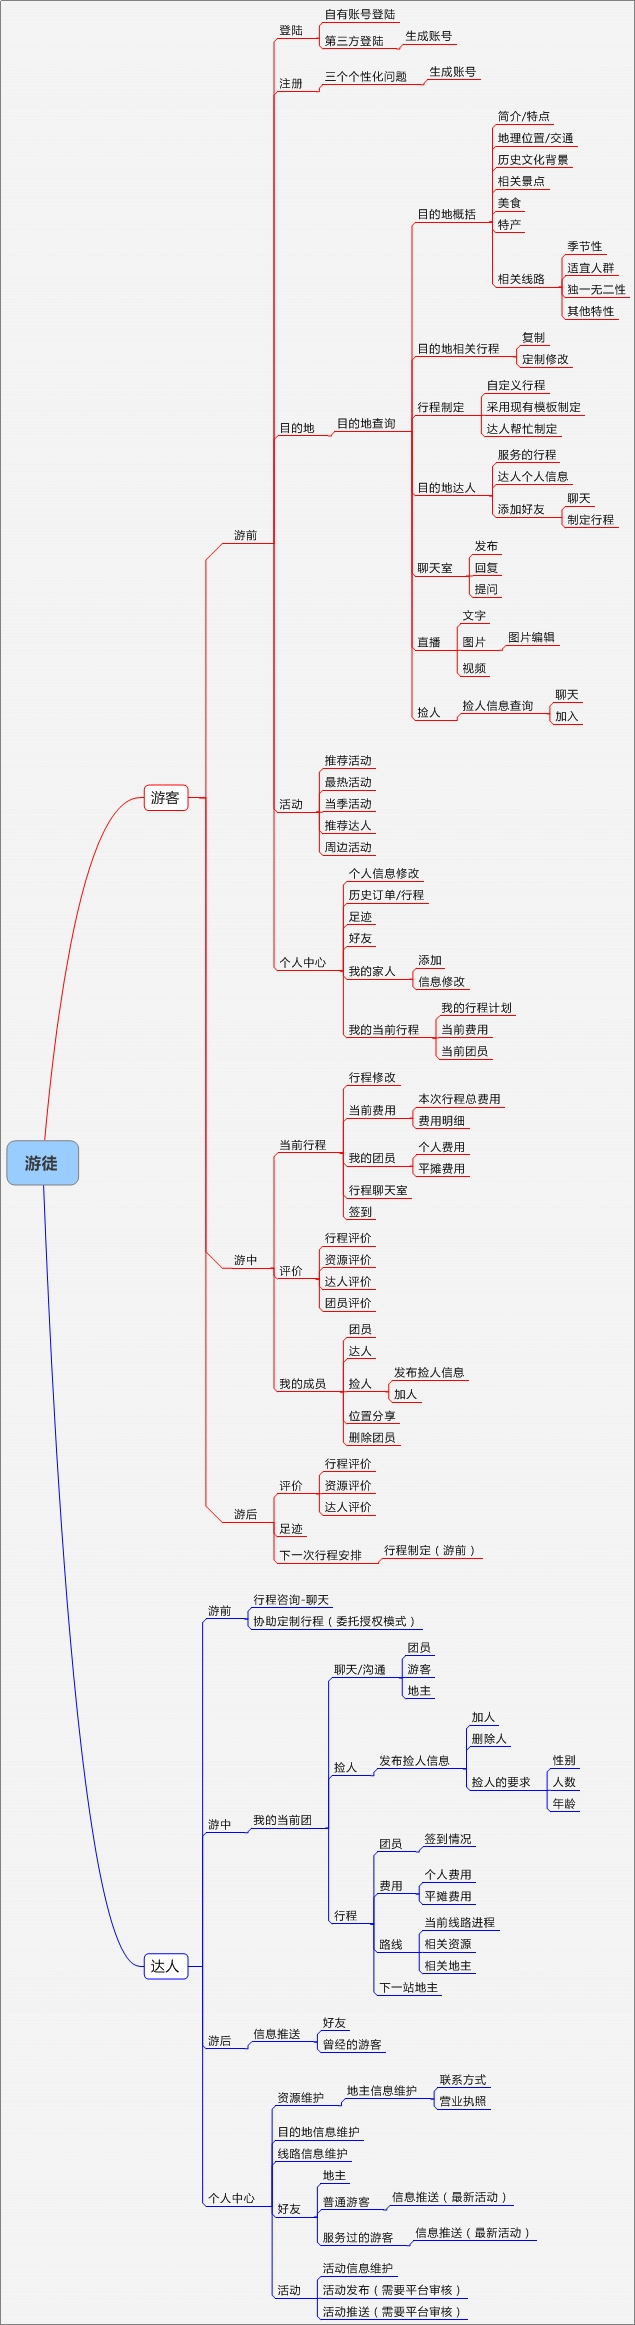 自有账号登陆
登陆
第三方登陆
生成账号
注册
三个个性化问题
生成账号
简介/特点
地理位置/交通
历史文化背景
相关景点
美食
目的地概括
特产
季节性
适宜人群
相关线路
独一无二性
其他特性
复制
目的地相关行程
定制修改
自定义行程
行程制定
采用现有模板制定
目的地
目的地查询
达人帮忙制定
服务的行程
达人个人信息
目的地达人
聊天
添加好友
制定行程
游前
发布
聊天室
回复
提问
文字
直播
图片
图片编辑
视频
聊天
捡人
捡人信息查询
加入
推荐活动
最热活动
游客
活动
当季活动
推荐达人
周边活动
个人信息修改
历史订单/行程
足迹
好友
个人中心
添加
我的家人
信息修改
我的行程计划
我的当前行程
当前费用
当前团员
行程修改
本次行程总费用
当前费用
费用明细
当前行程
个人费用
我的团员
平摊费用
游徒
行程聊天室
签到
行程评价
游中
资源评价
评价
达人评价
团员评价
团员
达人
发布捡人信息
我的成员
捡人
加人
位置分享
删除团员
行程评价
评价
资源评价
达人评价
游后
足迹
下一次行程安排
行程制定（游前）
行程咨询-聊天
游前
协助定制行程（委托授权模式）
团员
聊天/沟通
游客
地主
加人
删除人
捡人
发布捡人信息
性别
捡人的要求
人数
年龄
游中
我的当前团
团员
签到情况
个人费用
费用
平摊费用
行程
当前线路进程
路线
相关资源
相关地主
达人
下一站地主
好友
游后
信息推送
曾经的游客
联系方式
资源维护
地主信息维护
营业执照
目的地信息维护
线路信息维护
地主
个人中心
普通游客
信息推送（最新活动）
好友
服务过的游客
信息推送（最新活动）
活动信息维护
活动
活动发布（需要平台审核）
活动推送（需要平台审核）